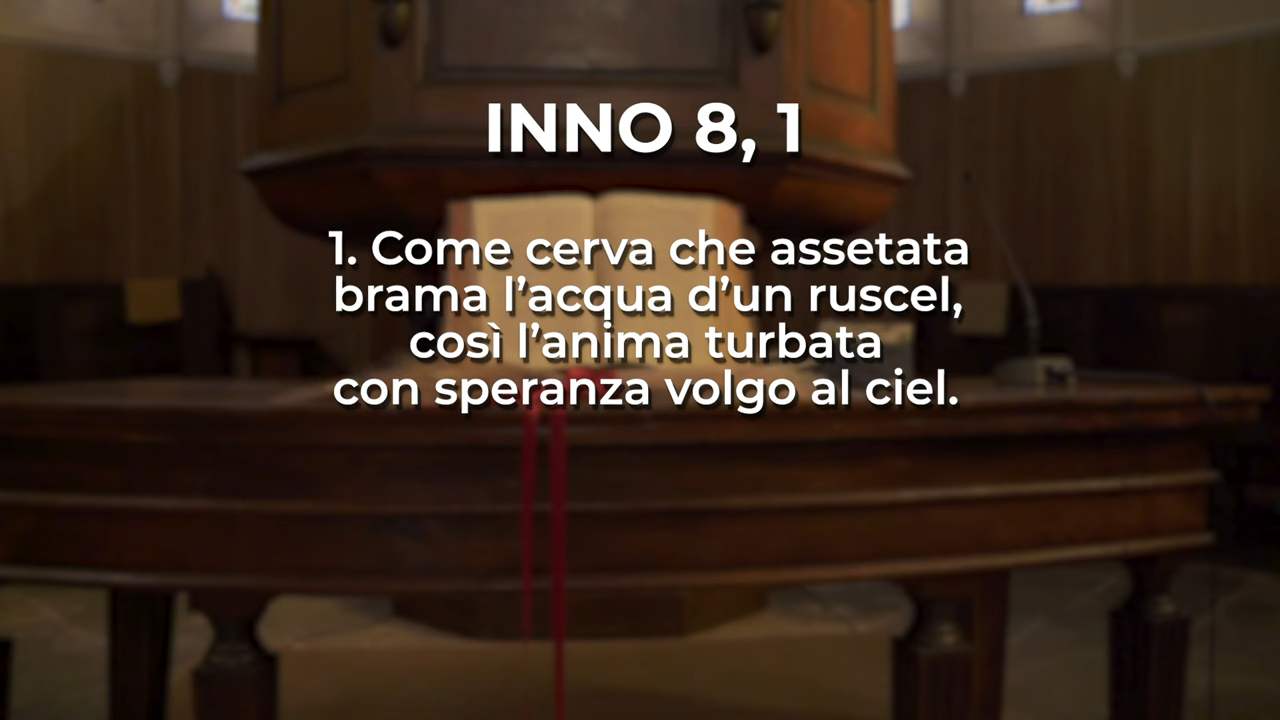 INNO 8, 1
1. Come cerva che assetata
brama l’acqua d’un ruscel,
così l’anima turbata
con speranza volgo al ciel.